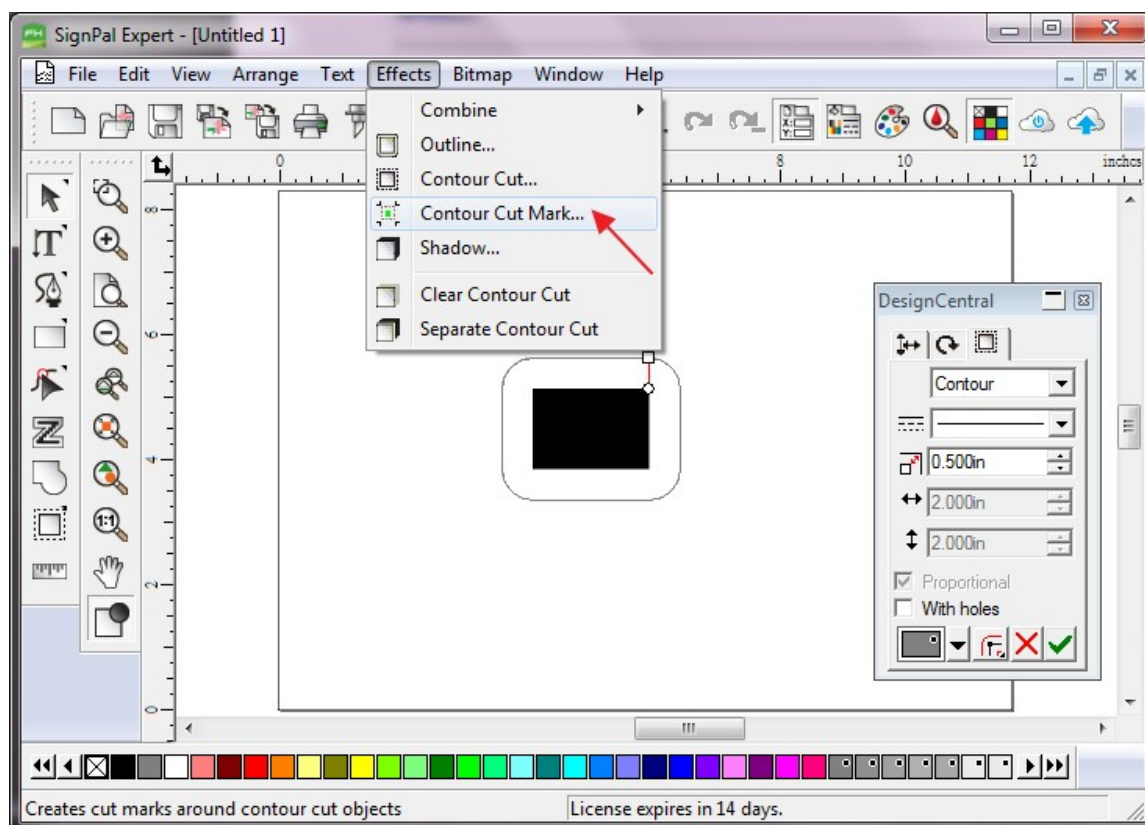 SignPal Expert - [Untitled 1]
File Edit View Arrange Text Effects Bitmap Window Help
Combine
Outline...
Contour Cut...
Contour Cut Mark...
Shadow...
Clear Contour Cut
Separate Contour Cut
0 8 10 12 inches
8
6
4
2
0
DesignCentral
Contour
0.500in
2.000in
2.000in
Proportional
With holes
1:1
Creates cut marks around contour cut objects
License expires in 14 days.